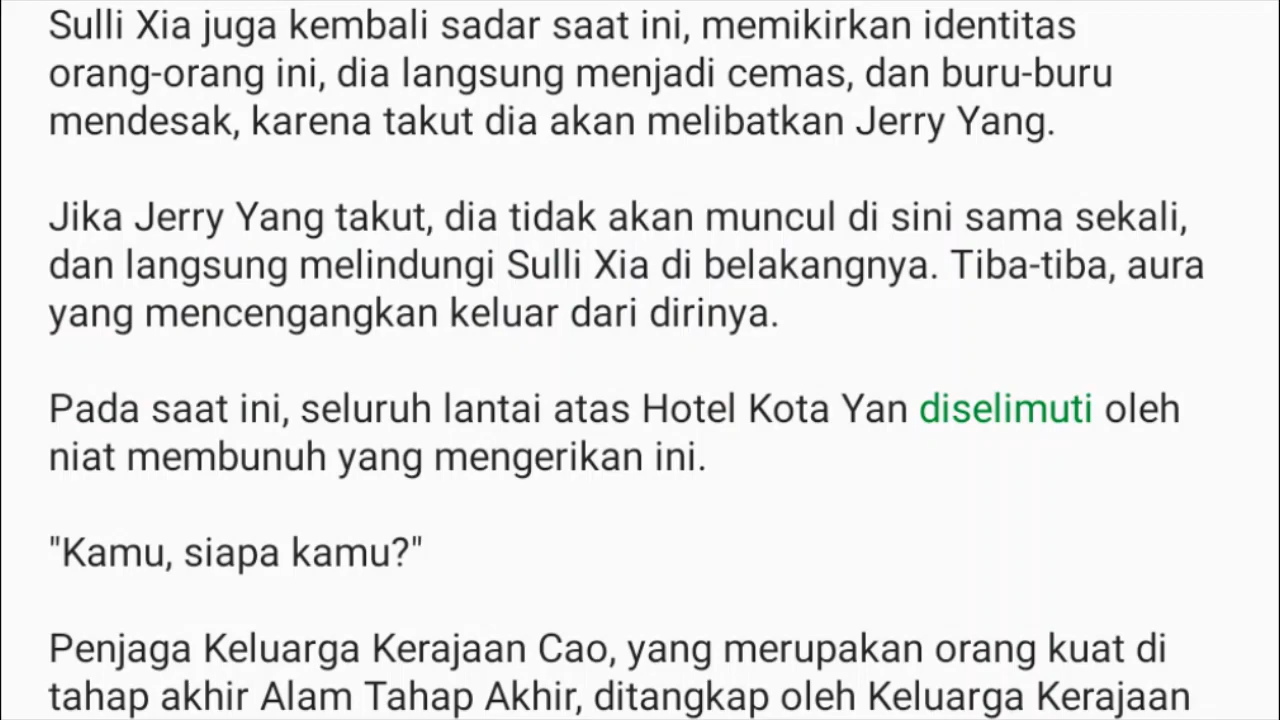 Sulli Xia juga kembali sadar saat ini, memikirkan identitas
orang-orang ini, dia langsung menjadi cemas, dan buru-buru
mendesak, karena takut dia akan melibatkan Jerry Yang.
Jika Jerry Yang takut, dia tidak akan muncul di sini sama sekali,
dan langsung melindungi Sulli Xia di belakangnya. Tiba-tiba, aura
yang mencengangkan keluar dari dirinya.
Pada saat ini, seluruh lantai atas Hotel Kota Yan diselimuti oleh
niat membunuh yang mengerikan ini.
"Kamu, siapa kamu?"
Penjaga Keluarga Kerajaan Cao, yang merupakan orang kuat di
tahap akhir Alam Tahap Akhir, ditangkap oleh Keluarga Kerajaan